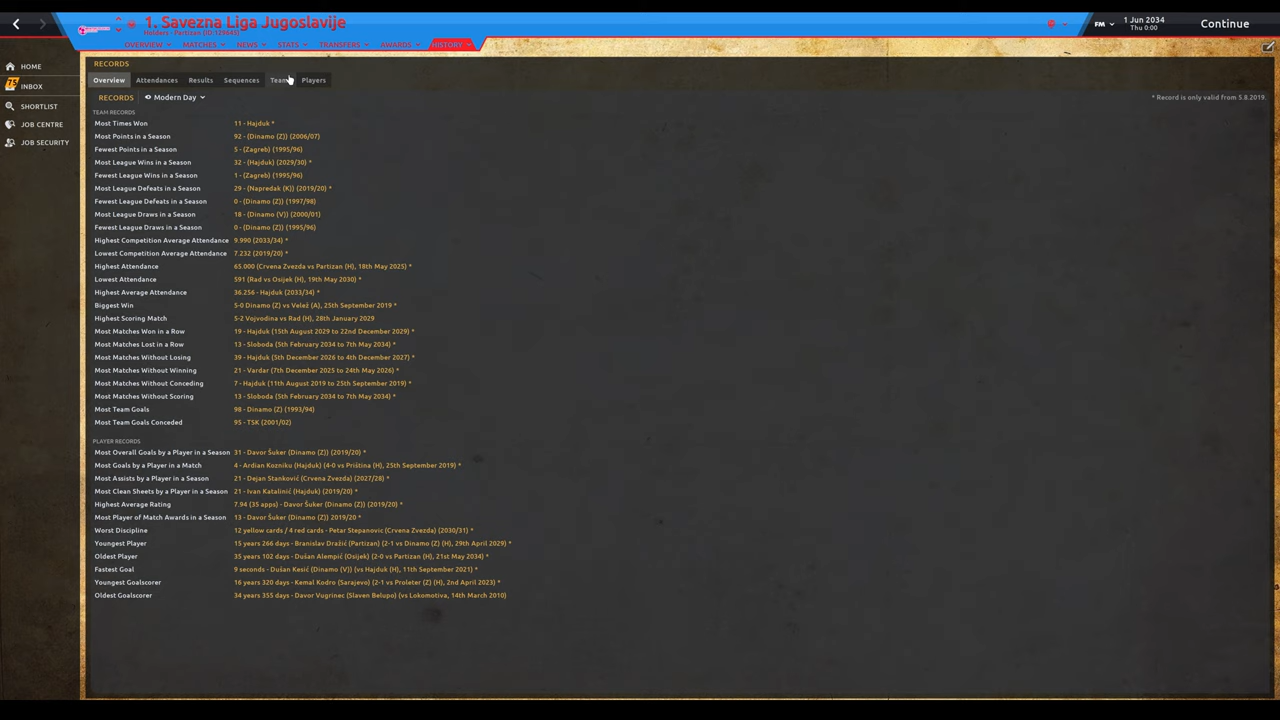 1. Savezna Liga Jugoslavije
FM
1 Jun 2034
Thu 0:00
Continue
OVERVIEW
MATCHES
NEWS
STATS
TRANSFERS
AWARDS
HISTORY
HOME
INBOX
SHORTLIST
JOB CENTRE
JOB SECURITY
RECORDS
Overview Attendances Results Sequences Players
RECORDS Modern Day
* Record is only valid from 5.8.2019.
TEAM RECORDS
Most Times Won 11 - Hajduk *
Most Points in a Season 92 - (Dinamo (Z)) (2006/07)
Fewest Points in a Season 5 - (Zagreb) (1995/96)
Most League Wins in a Season 32 - (Hajduk) (2029/30) *
Fewest League Wins in a Season 1 - (Zagreb) (1995/96)
Most League Defeats in a Season 29 - (Napredak (K)) (2019/20) *
Fewest League Defeats in a Season 0 - (Dinamo (Z)) (1997/98)
Most League Draws in a Season 18 - (Dinamo (V)) (2000/01)
Fewest League Draws in a Season 0 - (Dinamo (Z)) (1995/96)
Highest Competition Average Attendance 9.990 (2033/34) *
Lowest Competition Average Attendance 7.232 (2019/20) *
Highest Attendance 65.000 (Crvena Zvezda vs Partizan (H), 18th May 2025) *
Lowest Attendance 591 (Rad vs Osijek (H), 19th May 2030) *
Highest Average Attendance 36.256 - Hajduk (2033/34) *
Biggest Win 5-0 Dinamo (Z) vs Velež (A), 25th September 2019 *
Highest Scoring Match 5-2 Vojvodina vs Rad (H), 28th January 2029
Most Matches Won in a Row 19 - Hajduk (15th August 2029 to 22nd December 2029) *
Most Matches Lost in a Row 13 - Sloboda (5th February 2034 to 7th May 2034) *
Most Matches Without Losing 39 - Hajduk (5th December 2026 to 4th December 2027) *
Most Matches Without Winning 21 - Vardar (7th December 2025 to 24th May 2026) *
Most Matches Without Conceding 7 - Hajduk (11th August 2019 to 25th September 2019) *
Most Matches Without Scoring 13 - Sloboda (5th February 2034 to 7th May 2034) *
Most Team Goals 98 - Dinamo (Z) (1993/94)
Most Team Goals Conceded 95 - TSK (2001/02)
PLAYER RECORDS
Most Overall Goals by a Player in a Season 31 - Davor Šuker (Dinamo (Z)) (2019/20) *
Most Goals by a Player in a Match 4 - Ardian Kozniku (Hajduk) (4-0 vs Priština (H), 25th September 2019) *
Most Assists by a Player in a Season 21 - Dejan Stanković (Crvena Zvezda) (2027/28) *
Most Clean Sheets by a Player in a Season 21 - Ivan Katalinić (Hajduk) (2019/20) *
Highest Average Rating 7.94 (35 apps) - Davor Šuker (Dinamo (Z)) (2019/20) *
Most Player of Match Awards in a Season 13 - Davor Šuker (Dinamo (Z)) 2019/20 *
Worst Discipline 12 yellow cards / 4 red cards - Petar Stepanovic (Crvena Zvezda) (2030/31) *
Youngest Player 15 years 266 days - Branislav Dražić (Partizan) (2-1 vs Dinamo (Z) (H), 29th April 2029) *
Oldest Player 35 years 102 days - Dušan Alempić (Osijek) (2-0 vs Partizan (H), 21st May 2034) *
Fastest Goal 9 seconds - Dušan Kesić (Dinamo (V)) (vs Hajduk (H), 11th September 2021) *
Youngest Goalscorer 16 years 320 days - Kemal Kodro (Sarajevo) (2-1 vs Proleter (Z) (H), 2nd April 2023) *
Oldest Goalscorer 34 years 355 days - Davor Vugrinec (Slaven Belupo) (vs Lokomotiva, 14th March 2010)